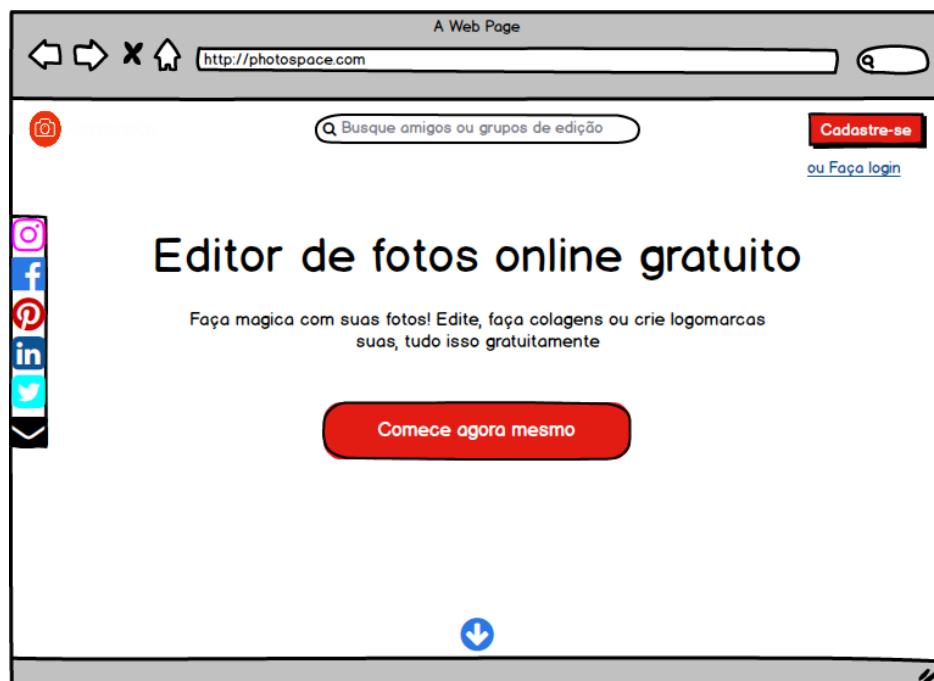 A Web Page
http://photospace.com
Busque amigos ou grupos de edição
Cadastre-se
ou Faça login
Editor de fotos online gratuito
Faça magica com suas fotos! Edite, faça colagens ou crie logomarcas
suas, tudo isso gratuitamente
Comece agora mesmo